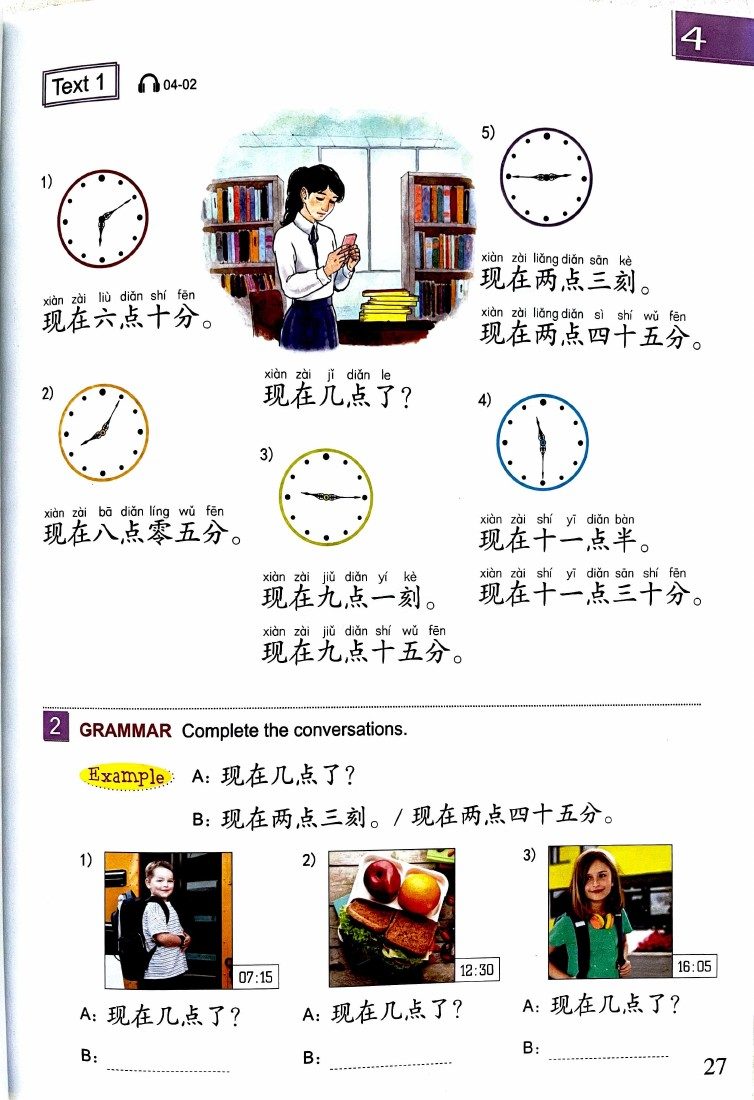 4
Text 1 04-02
1)
xiàn zài liù diǎn shí fēn
现在六点十分。
2)
xiàn zài bā diǎn líng wǔ fēn
现在八点零五分。
xiàn zài jǐ diǎn le
现在几点了?
3)
xiàn zài jiǔ diǎn yí kè
现在九点一刻。
xiàn zài jiǔ diǎn shí wǔ fēn
现在九点十五分。
5)
xiàn zài liǎng diǎn sān kè
现在两点三刻。
xiàn zài liǎng diǎn sì shí wǔ fēn
现在两点四十五分。
4)
xiàn zài shí yī diǎn bàn
现在十一点半。
xiàn zài shí yī diǎn sān shí fēn
现在十一点三十分。
2 GRAMMAR Complete the conversations.
Example A: 现在几点了?
B: 现在两点三刻。/ 现在两点四十五分。
1)
07:15
A: 现在几点了?
B:
2)
12:30
A: 现在几点了?
B:
3)
16:05
A: 现在几点了?
B:
27